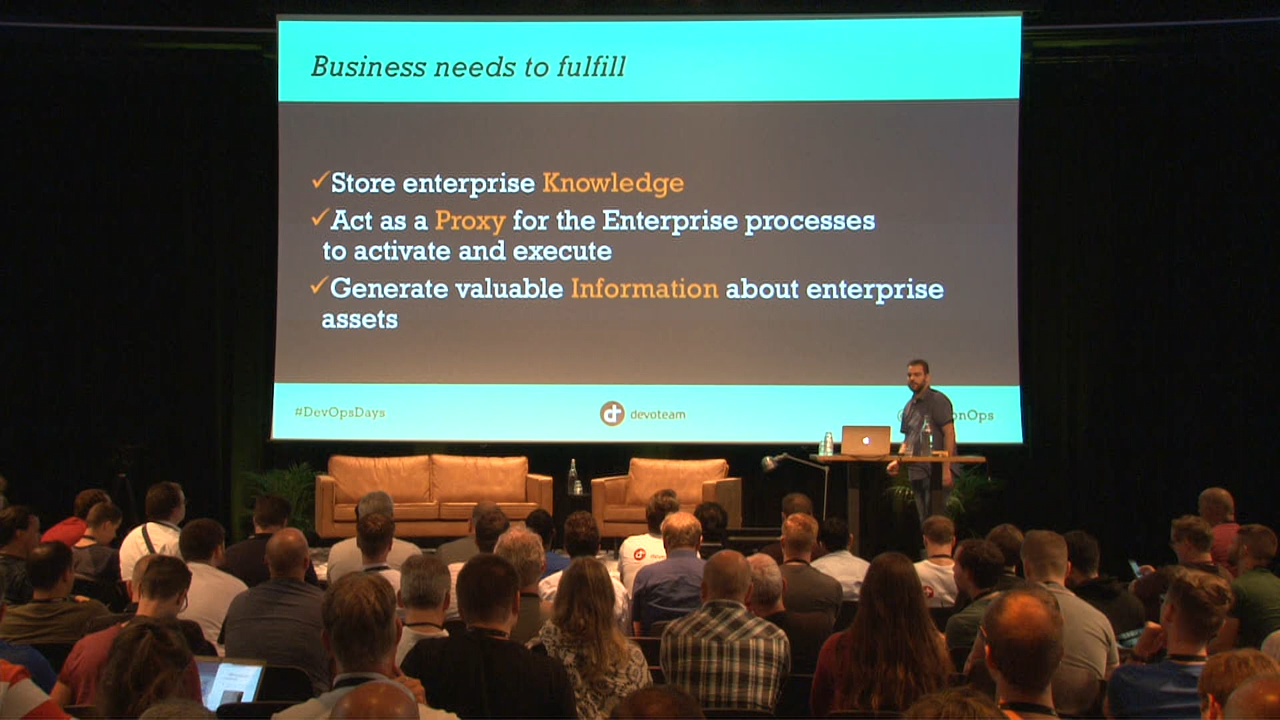 Business needs to fulfill
✓Store enterprise Knowledge
✓Act as a Proxy for the Enterprise processes
to activate and execute
✓Generate valuable Information about enterprise
assets
#DevOpsDays
devoteam
onOps